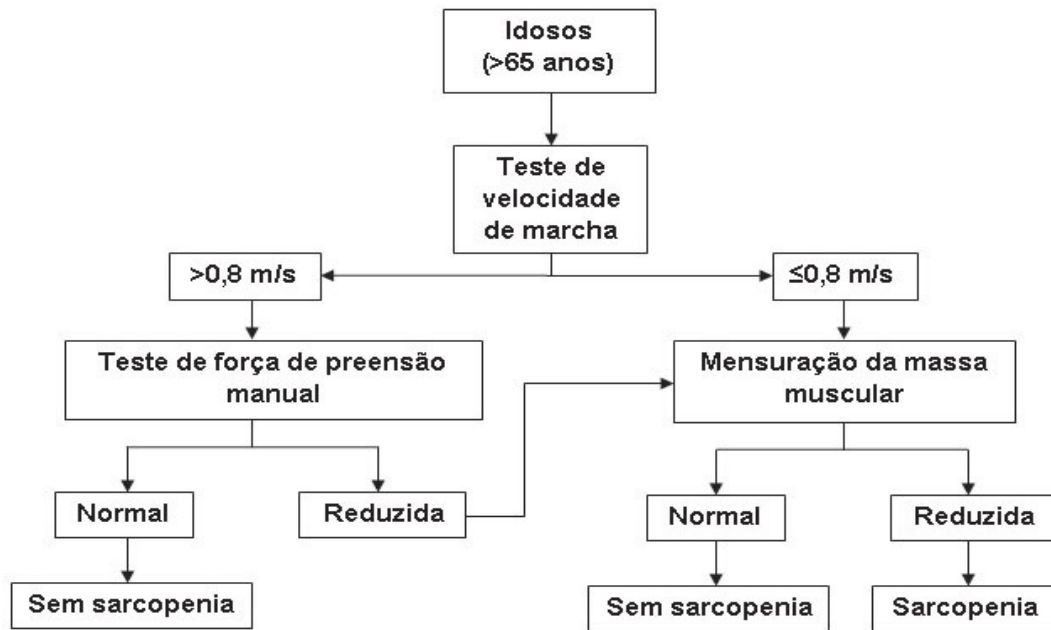 Idosos
(>65 anos)
Teste de
velocidade
de marcha
>0,8 m/s
≤0,8 m/s
Teste de força de preensão
manual
Mensuração da massa
muscular
Normal
Reduzida
Normal
Reduzida
Sem sarcopenia
Sem sarcopenia
Sarcopenia